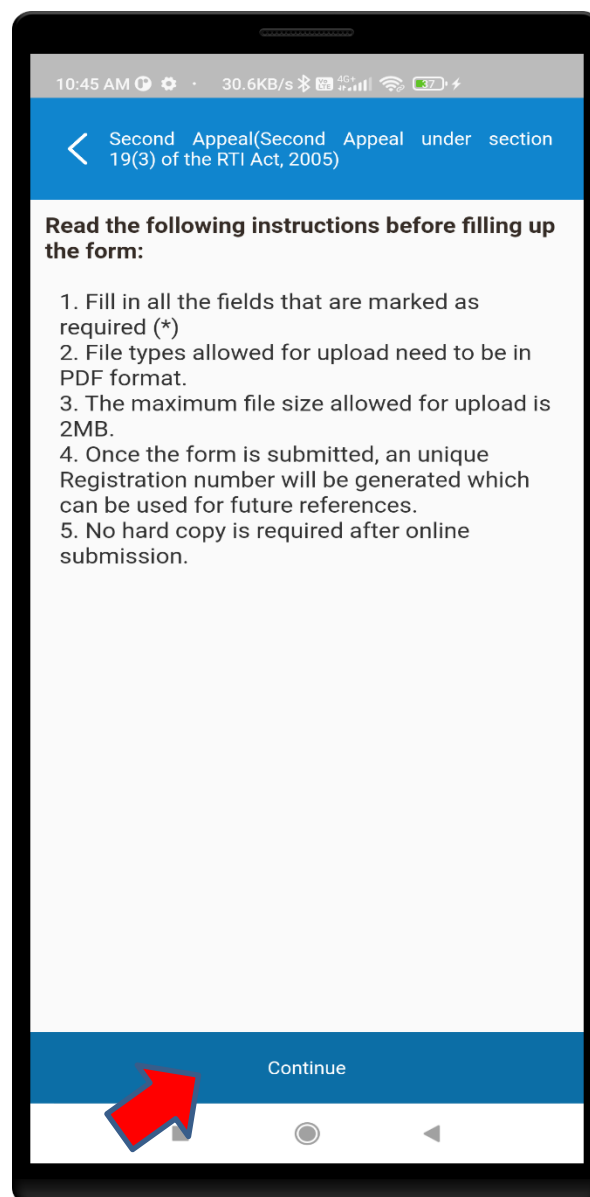 10:45 AM 30.6KB/s 4G+ 37
Second Appeal(Second Appeal under section
19(3) of the RTI Act, 2005)
Read the following instructions before filling up
the form:
1. Fill in all the fields that are marked as
required (*)
2. File types allowed for upload need to be in
PDF format.
3. The maximum file size allowed for upload is
2MB.
4. Once the form is submitted, an unique
Registration number will be generated which
can be used for future references.
5. No hard copy is required after online
submission.
Continue